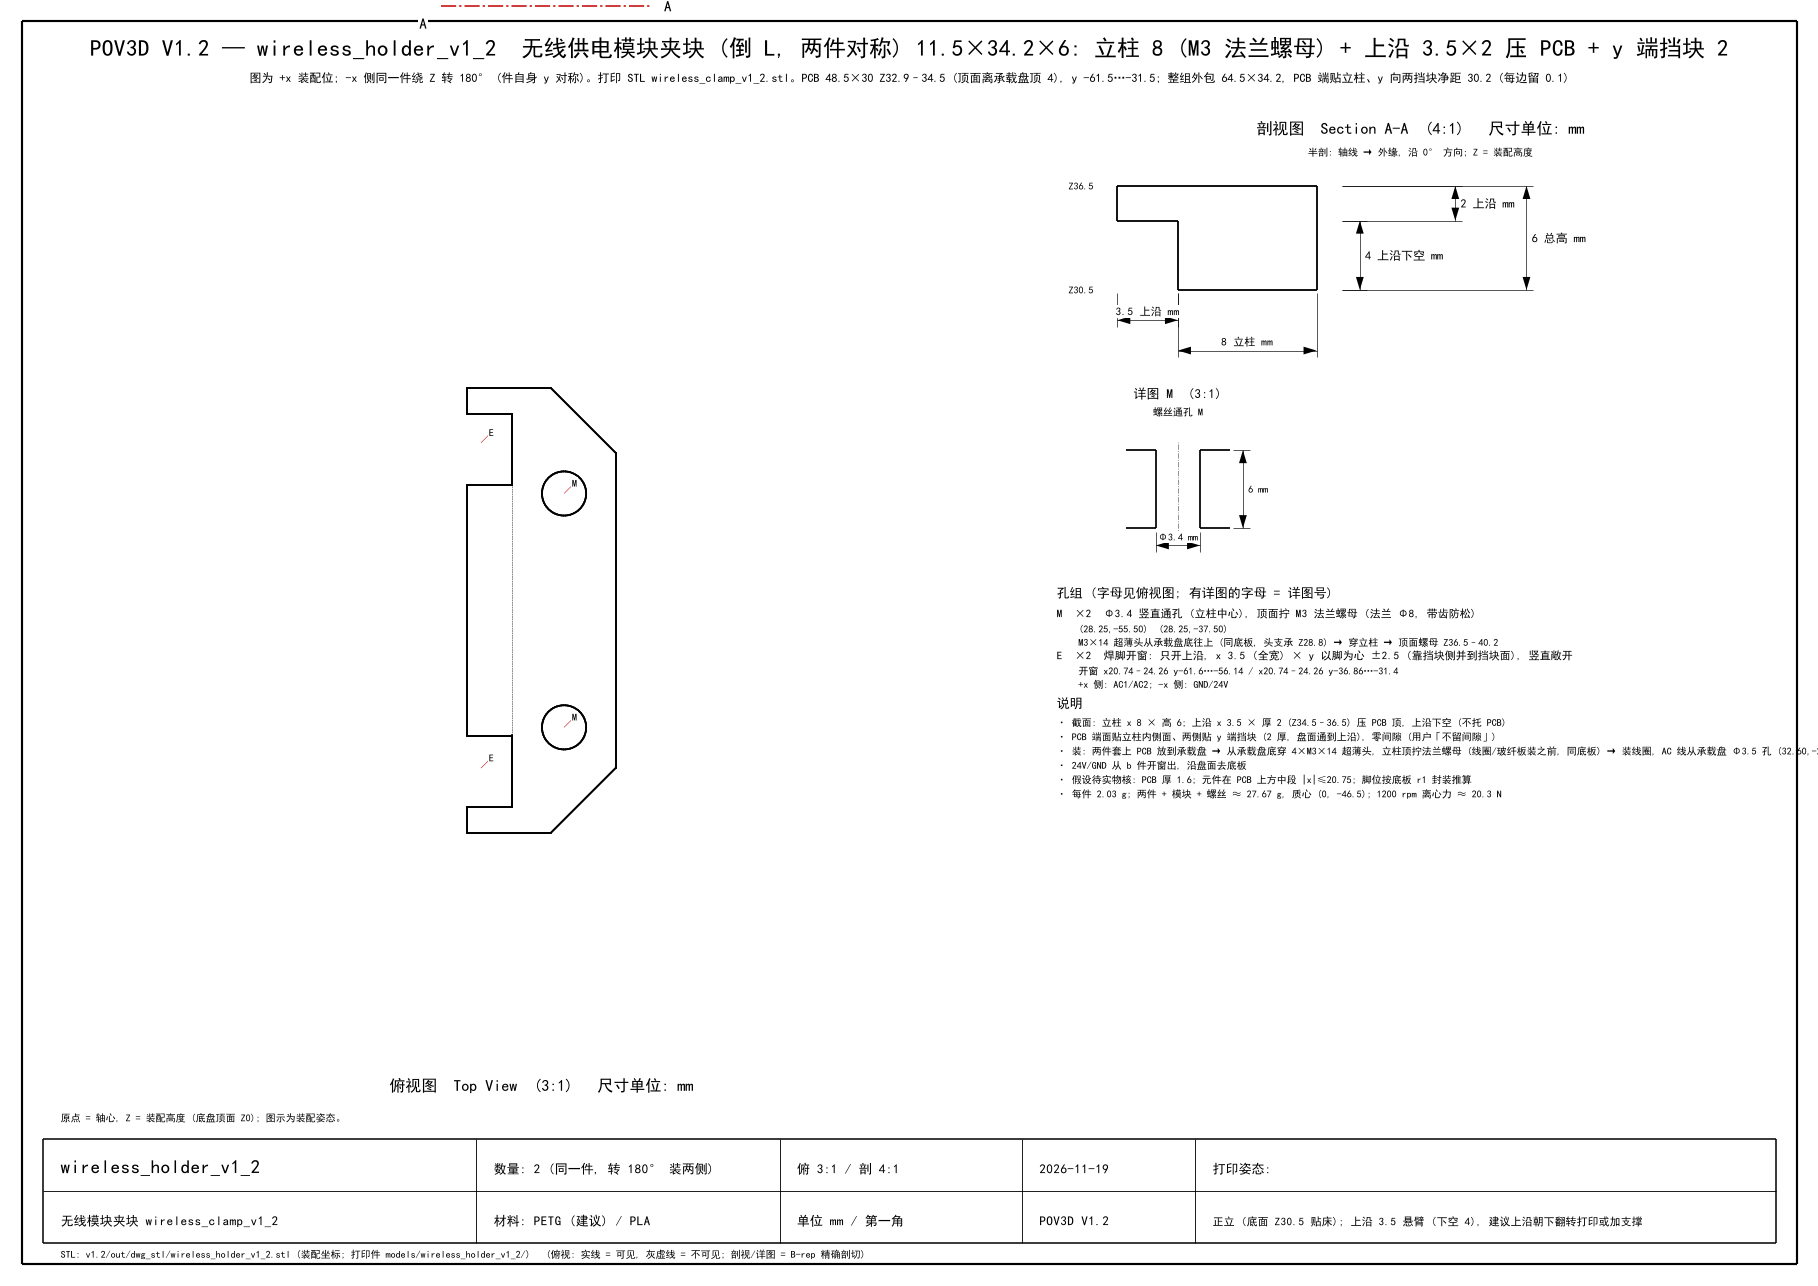 A
A
POV3D V1.2 — wireless_holder_v1_2  无线供电模块夹块 (倒 L, 两件对称) 11.5×34.2×6: 立柱 8 (M3 法兰螺母) + 上沿 3.5×2 压 PCB + y 端挡块 2
图为 +x 装配位; -x 侧同一件绕 Z 转 180° (件自身 y 对称)。打印 STL wireless_clamp_v1_2.stl。PCB 48.5×30 Z32.9–34.5 (顶面离承载盘顶 4), y -61.5…-31.5; 整组外包 64.5×34.2, PCB 端贴立柱、y 向两挡块净距 30.2 (每边留 0.1)
剖视图  Section A-A  (4:1)  尺寸单位: mm
半剖: 轴线 → 外缘, 沿 0° 方向; Z = 装配高度
Z36.5
2 上沿 mm
6 总高 mm
4 上沿下空 mm
Z30.5
3.5 上沿 mm
8 立柱 mm
详图 M  (3:1)
螺丝通孔 M
6 mm
Φ3.4 mm
E
M
M
E
孔组 (字母见俯视图; 有详图的字母 = 详图号)
M  ×2  Φ3.4 竖直通孔 (立柱中心), 顶面拧 M3 法兰螺母 (法兰 Φ8, 带齿防松)
(28.25,-55.50)  (28.25,-37.50)
M3×14 超薄头从承载盘底往上 (同底板, 头支承 Z28.8) → 穿立柱 → 顶面螺母 Z36.5–40.2
E  ×2  焊脚开窗: 只开上沿, x 3.5 (全宽) × y 以脚为心 ±2.5 (靠挡块侧并到挡块面), 竖直敞开
开窗 x20.74–24.26 y-61.6…-56.14 / x20.74–24.26 y-36.86…-31.4
+x 侧: AC1/AC2; -x 侧: GND/24V
说明
· 截面: 立柱 x 8 × 高 6; 上沿 x 3.5 × 厚 2 (Z34.5–36.5) 压 PCB 顶, 上沿下空 (不托 PCB)
· PCB 端面贴立柱内侧面、两侧贴 y 端挡块 (2 厚, 盘面通到上沿), 零间隙 (用户「不留间隙」)
· 装: 两件套上 PCB 放到承载盘 → 从承载盘底穿 4×M3×14 超薄头, 立柱顶拧法兰螺母 (线圈/玻纤板装之前, 同底板) → 装线圈, AC 线从承载盘 Φ3.5 孔 (32.60,-
· 24V/GND 从 b 件开窗出, 沿盘面去底板
· 假设待实物核: PCB 厚 1.6; 元件在 PCB 上方中段 |x|≤20.75; 脚位按底板 r1 封装推算
· 每件 2.03 g; 两件 + 模块 + 螺丝 ≈ 27.67 g, 质心 (0, -46.5); 1200 rpm 离心力 ≈ 20.3 N
俯视图  Top View  (3:1)  尺寸单位: mm
原点 = 轴心, Z = 装配高度 (底盘顶面 Z0); 图示为装配姿态。
wireless_holder_v1_2
数量: 2 (同一件, 转 180° 装两侧)
俯 3:1 / 剖 4:1
2026-11-19
打印姿态:
无线模块夹块 wireless_clamp_v1_2
材料: PETG (建议) / PLA
单位 mm / 第一角
POV3D V1.2
正立 (底面 Z30.5 贴床); 上沿 3.5 悬臂 (下空 4), 建议上沿朝下翻转打印或加支撑
STL: v1.2/out/dwg_stl/wireless_holder_v1_2.stl (装配坐标; 打印件 models/wireless_holder_v1_2/)  (俯视: 实线 = 可见, 灰虚线 = 不可见; 剖视/详图 = B-rep 精确剖切)